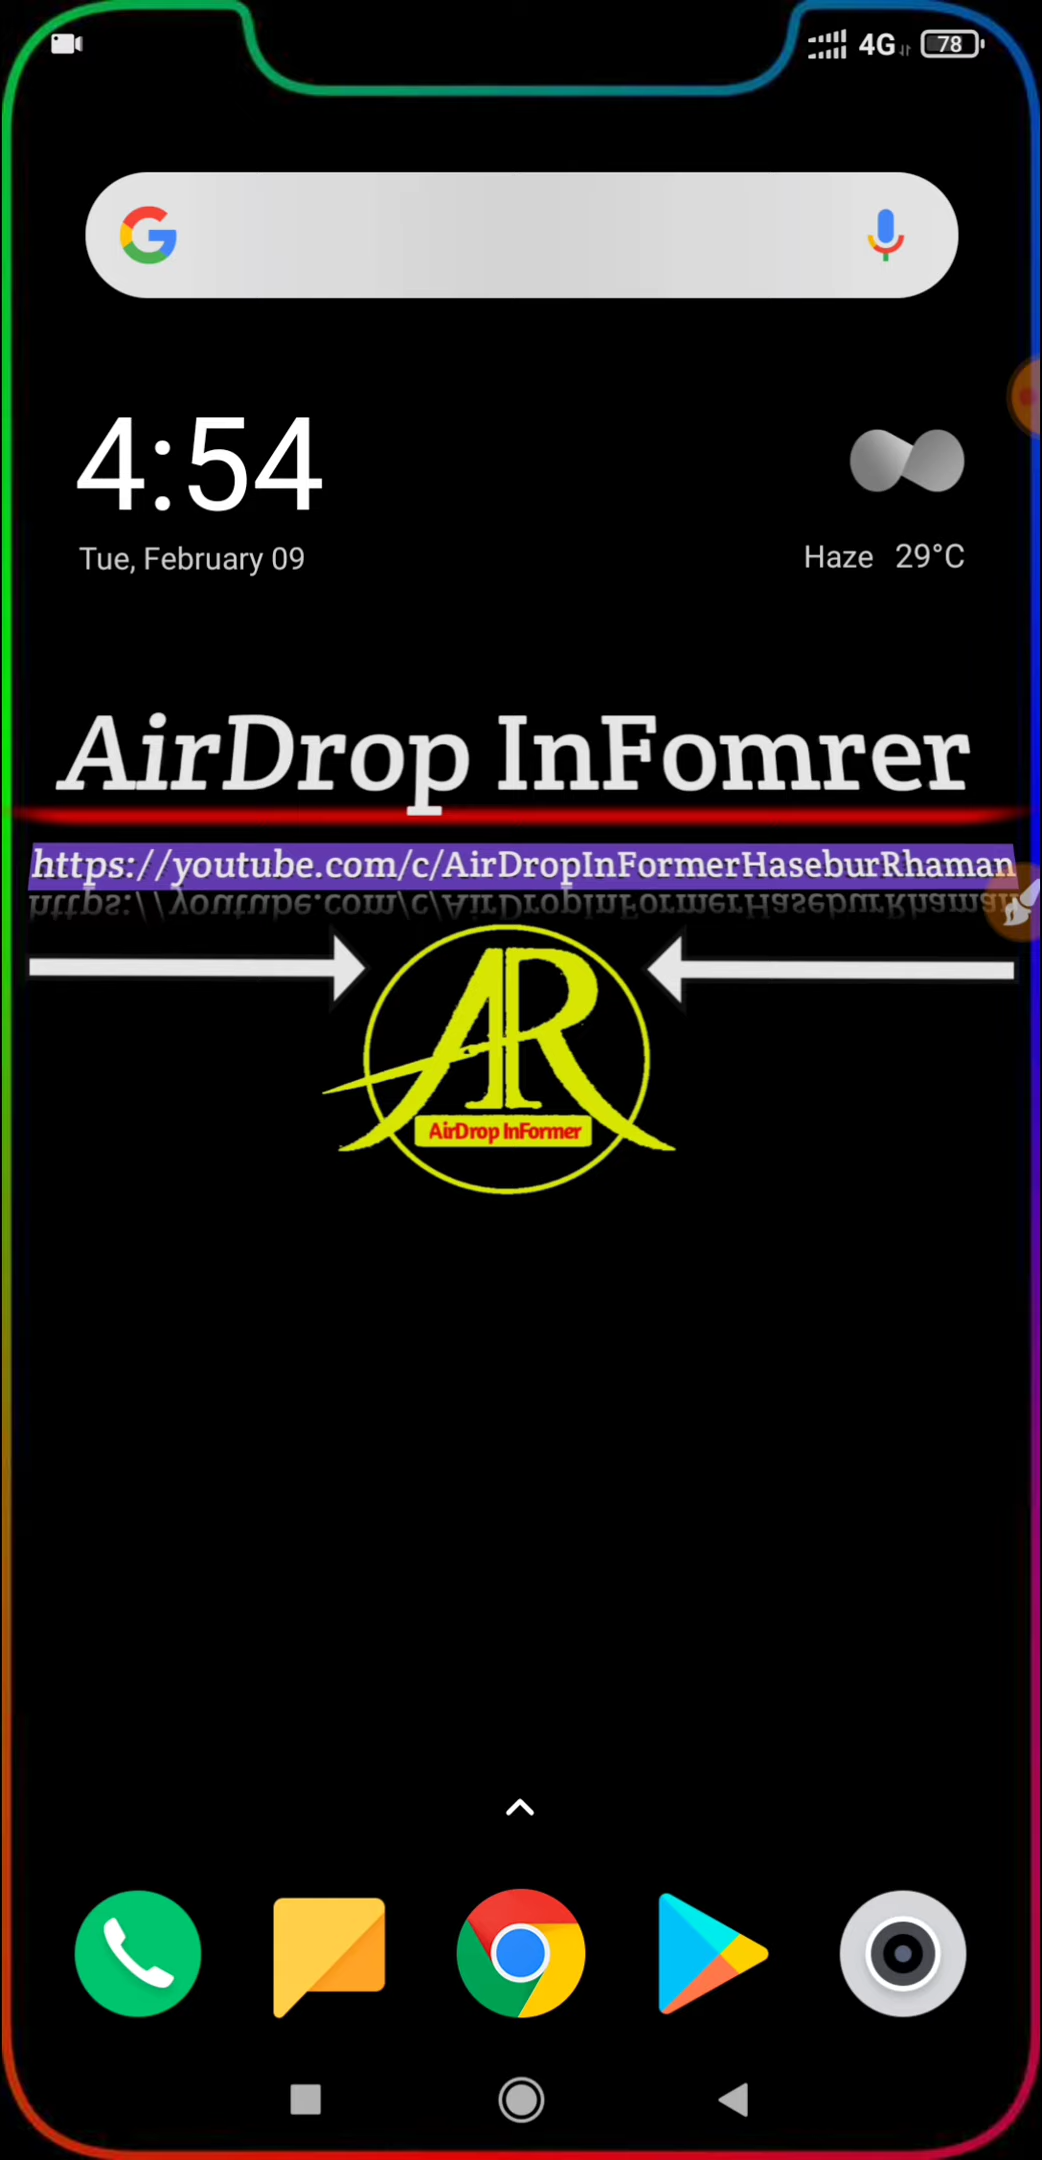 4G 78
4:54
Tue, February 09
Haze 29°C
AirDrop InFomrer
https://youtube.com/c/AirDropInFormerHaseburRhaman
AR
AirDrop InFormer